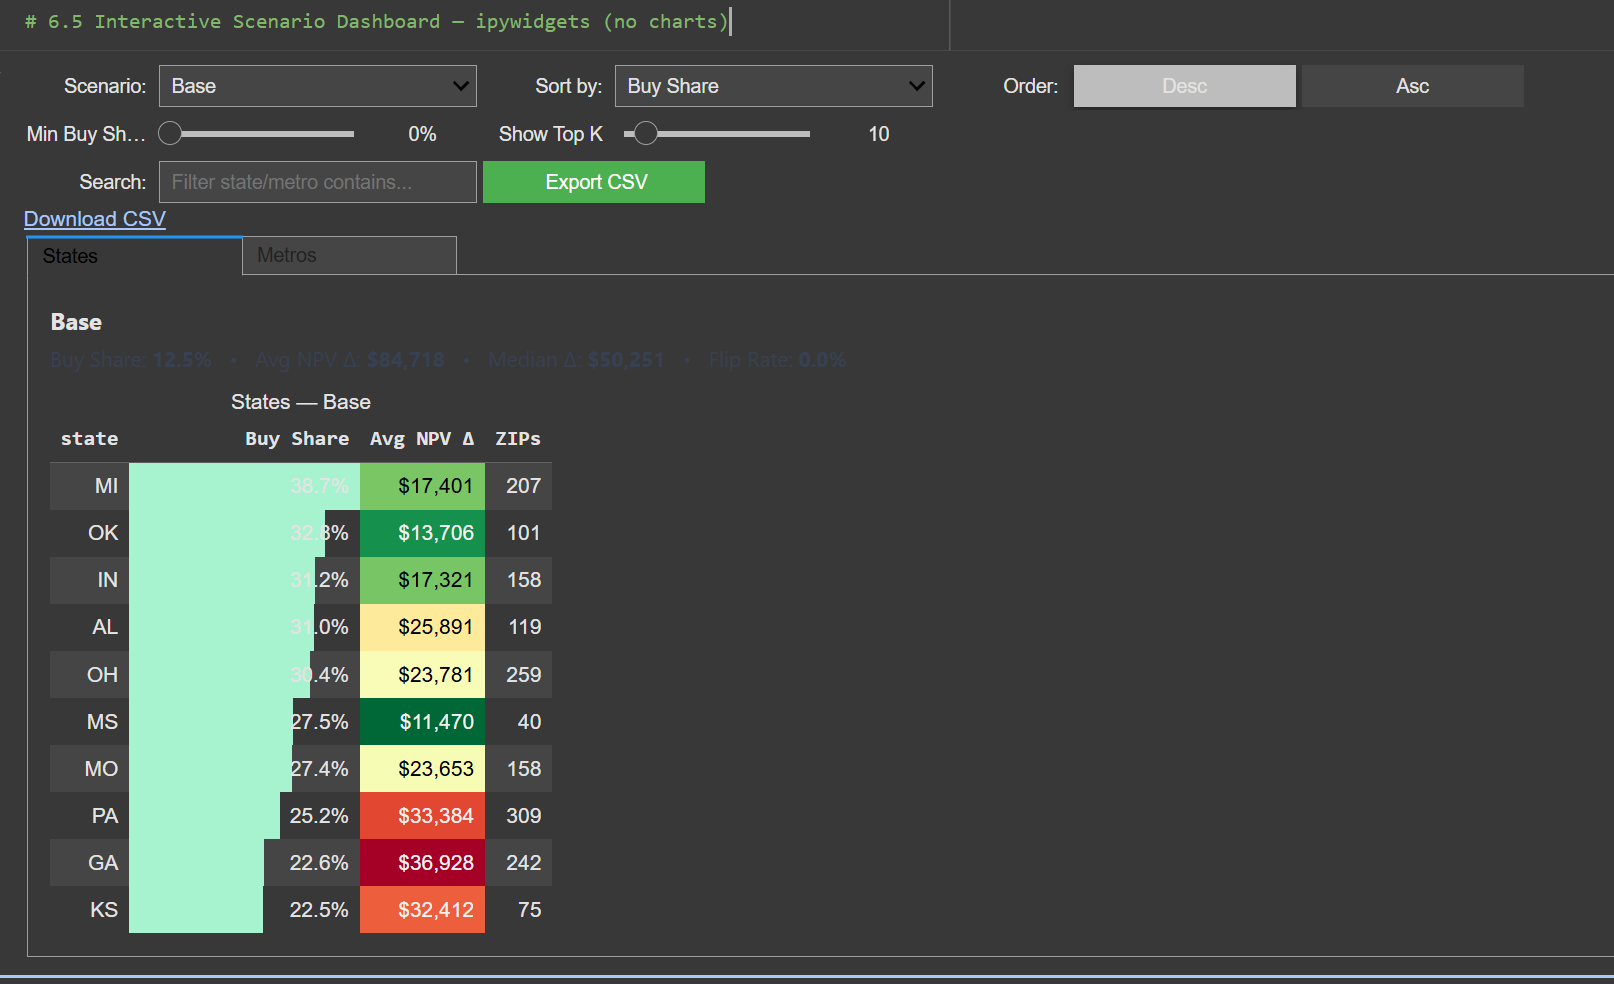 # 6.5 Interactive Scenario Dashboard — ipywidgets (no charts)
Scenario: Base Sort by: Buy Share Order: Desc Asc
Min Buy Sh... 0% Show Top K 10
Search: Filter state/metro contains... Export CSV
Download CSV
States Metros
Base
Buy Share: 12.5% • Avg NPV Δ: $84,718 • Median Δ: $50,251 • Flip Rate: 0.0%
States — Base
state Buy Share Avg NPV Δ ZIPs
MI 38.7% $17,401 207
OK 32.8% $13,706 101
IN 31.2% $17,321 158
AL 31.0% $25,891 119
OH 30.4% $23,781 259
MS 27.5% $11,470 40
MO 27.4% $23,653 158
PA 25.2% $33,384 309
GA 22.6% $36,928 242
KS 22.5% $32,412 75